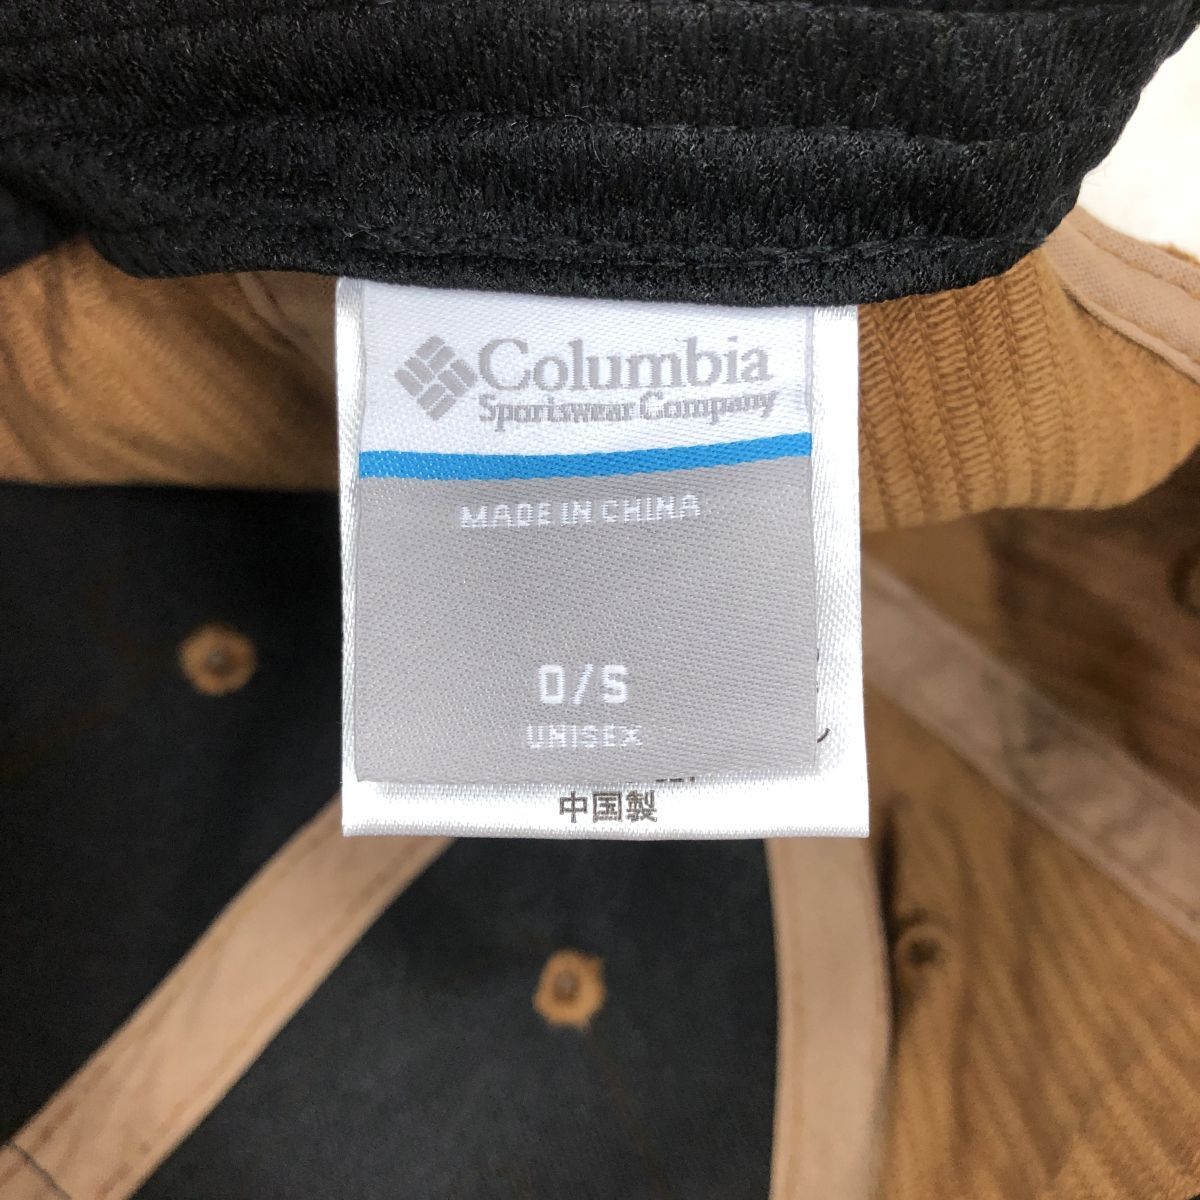 Columbia
Sportswear Company
MADE IN CHINA
O/S
UNISEX
中国製